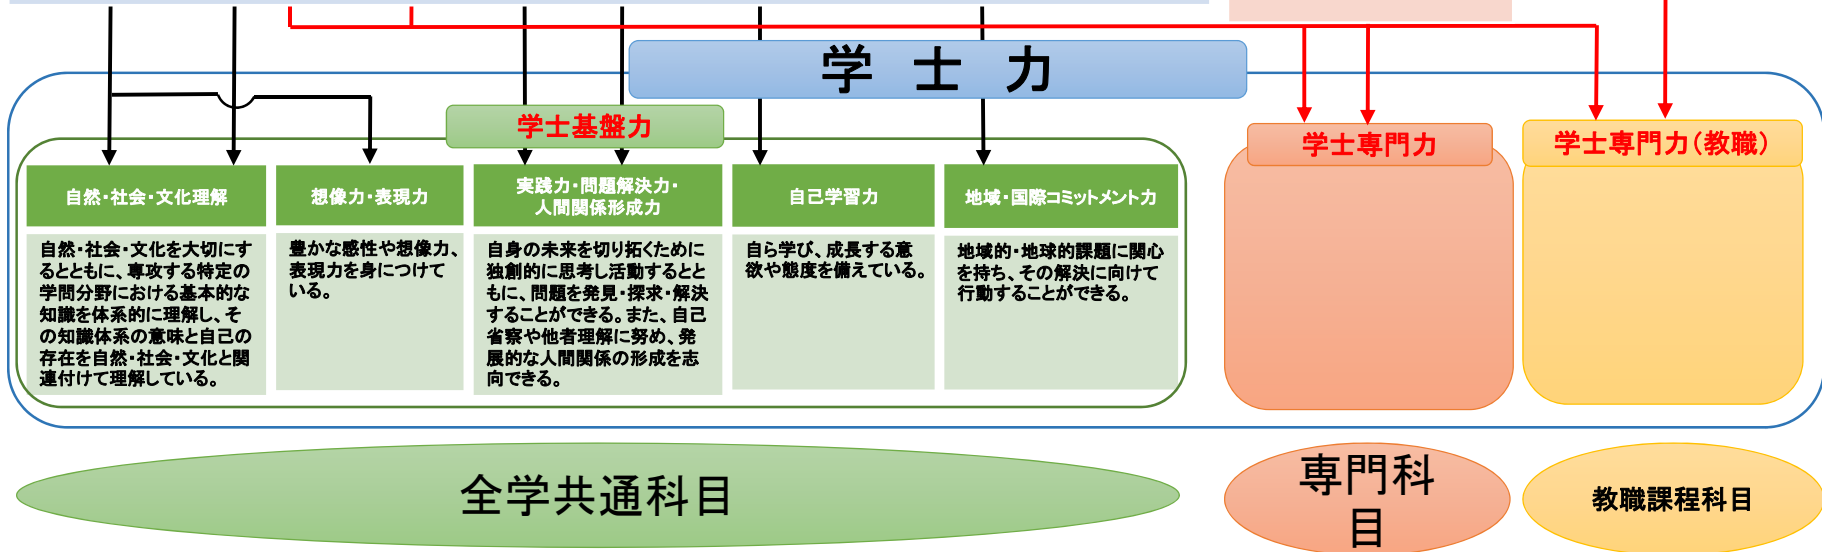 学 士 力
学士基盤力
学士専門力
学士専門力(教職)
自然・社会・文化理解
自然・社会・文化を大切にす
るとともに、専攻する特定の
学問分野における基本的な
知識を体系的に理解し、そ
の知識体系の意味と自己の
存在を自然・社会・文化と関
連付けて理解している。
想像力・表現力
豊かな感性や想像力、
表現力を身につけて
いる。
実践力・問題解決力・
人間関係形成力
自身の未来を切り拓くために
独創的に思考し活動するとと
もに、問題を発見・探求・解決
することができる。また、自己
省察や他者理解に努め、発
展的な人間関係の形成を志
向できる。
自己学習力
自ら学び、成長する意
欲や態度を備えている。
地域・国際コミットメント力
地域的・地球的課題に関心
を持ち、その解決に向けて
行動することができる。
全学共通科目
専門科
目
教職課程科目